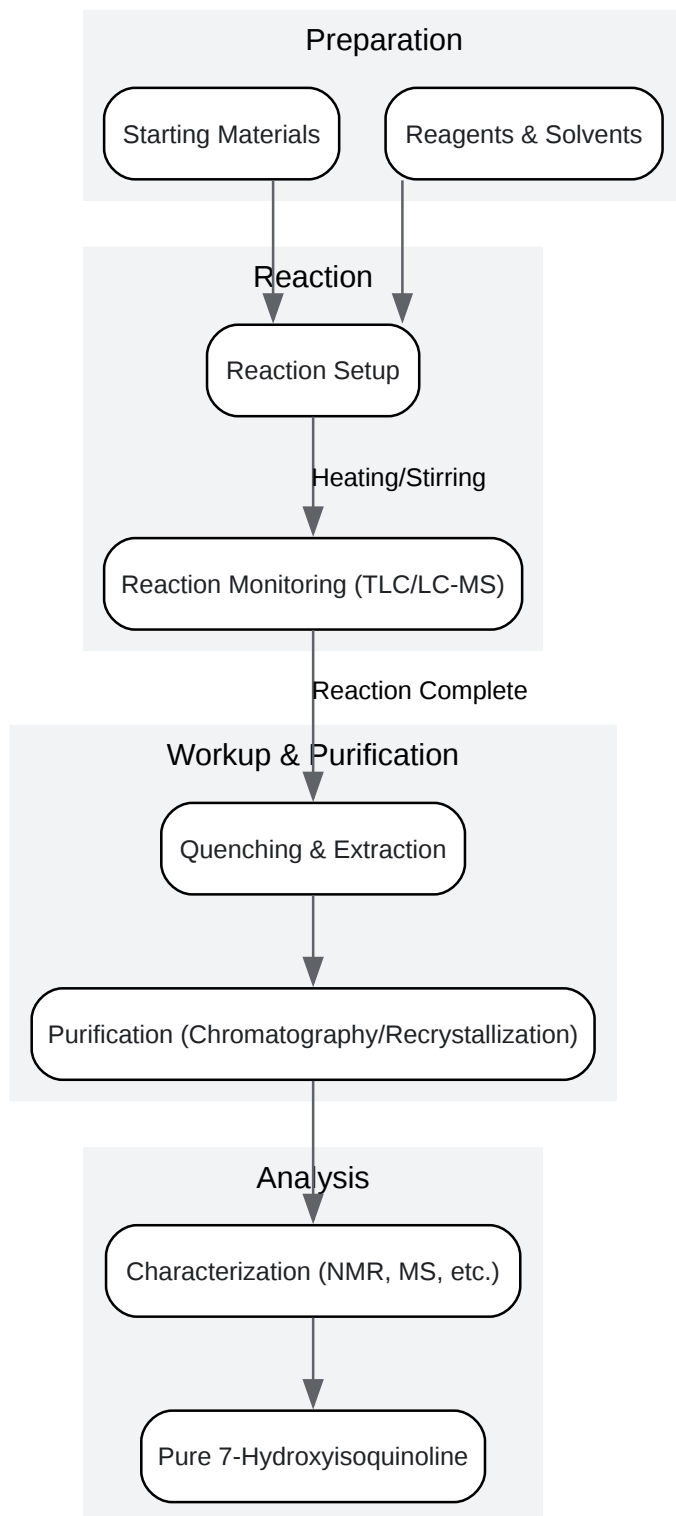 Preparation
Starting Materials
Reagents & Solvents
Reaction
Reaction Setup
Heating/Stirring
Reaction Monitoring (TLC/LC-MS)
Reaction Complete
Workup & Purification
Quenching & Extraction
Purification (Chromatography/Recrystallization)
Analysis
Characterization (NMR, MS, etc.)
Pure 7-Hydroxyisoquinoline